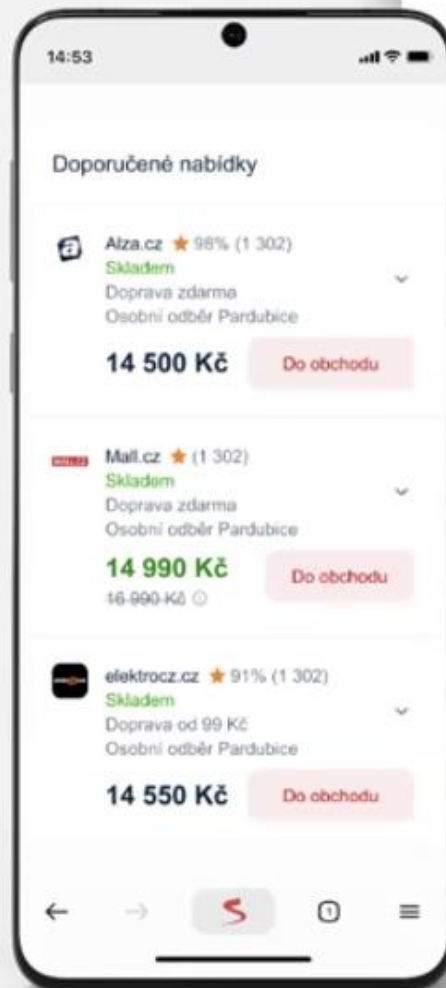 14:53
Doporučené nabídky
Alza.cz ★ 98% (1 302)
Skladem
Doprava zdarma
Osobní odběr Pardubice
14 500 Kč
Do obchodu
MALL.CZ
Mall.cz ★ (1 302)
Skladem
Doprava zdarma
Osobní odběr Pardubice
14 990 Kč
16 990 Kč
Do obchodu
elektrocz.cz ★ 91% (1 302)
Skladem
Doprava od 99 Kč
Osobní odběr Pardubice
14 550 Kč
Do obchodu
1